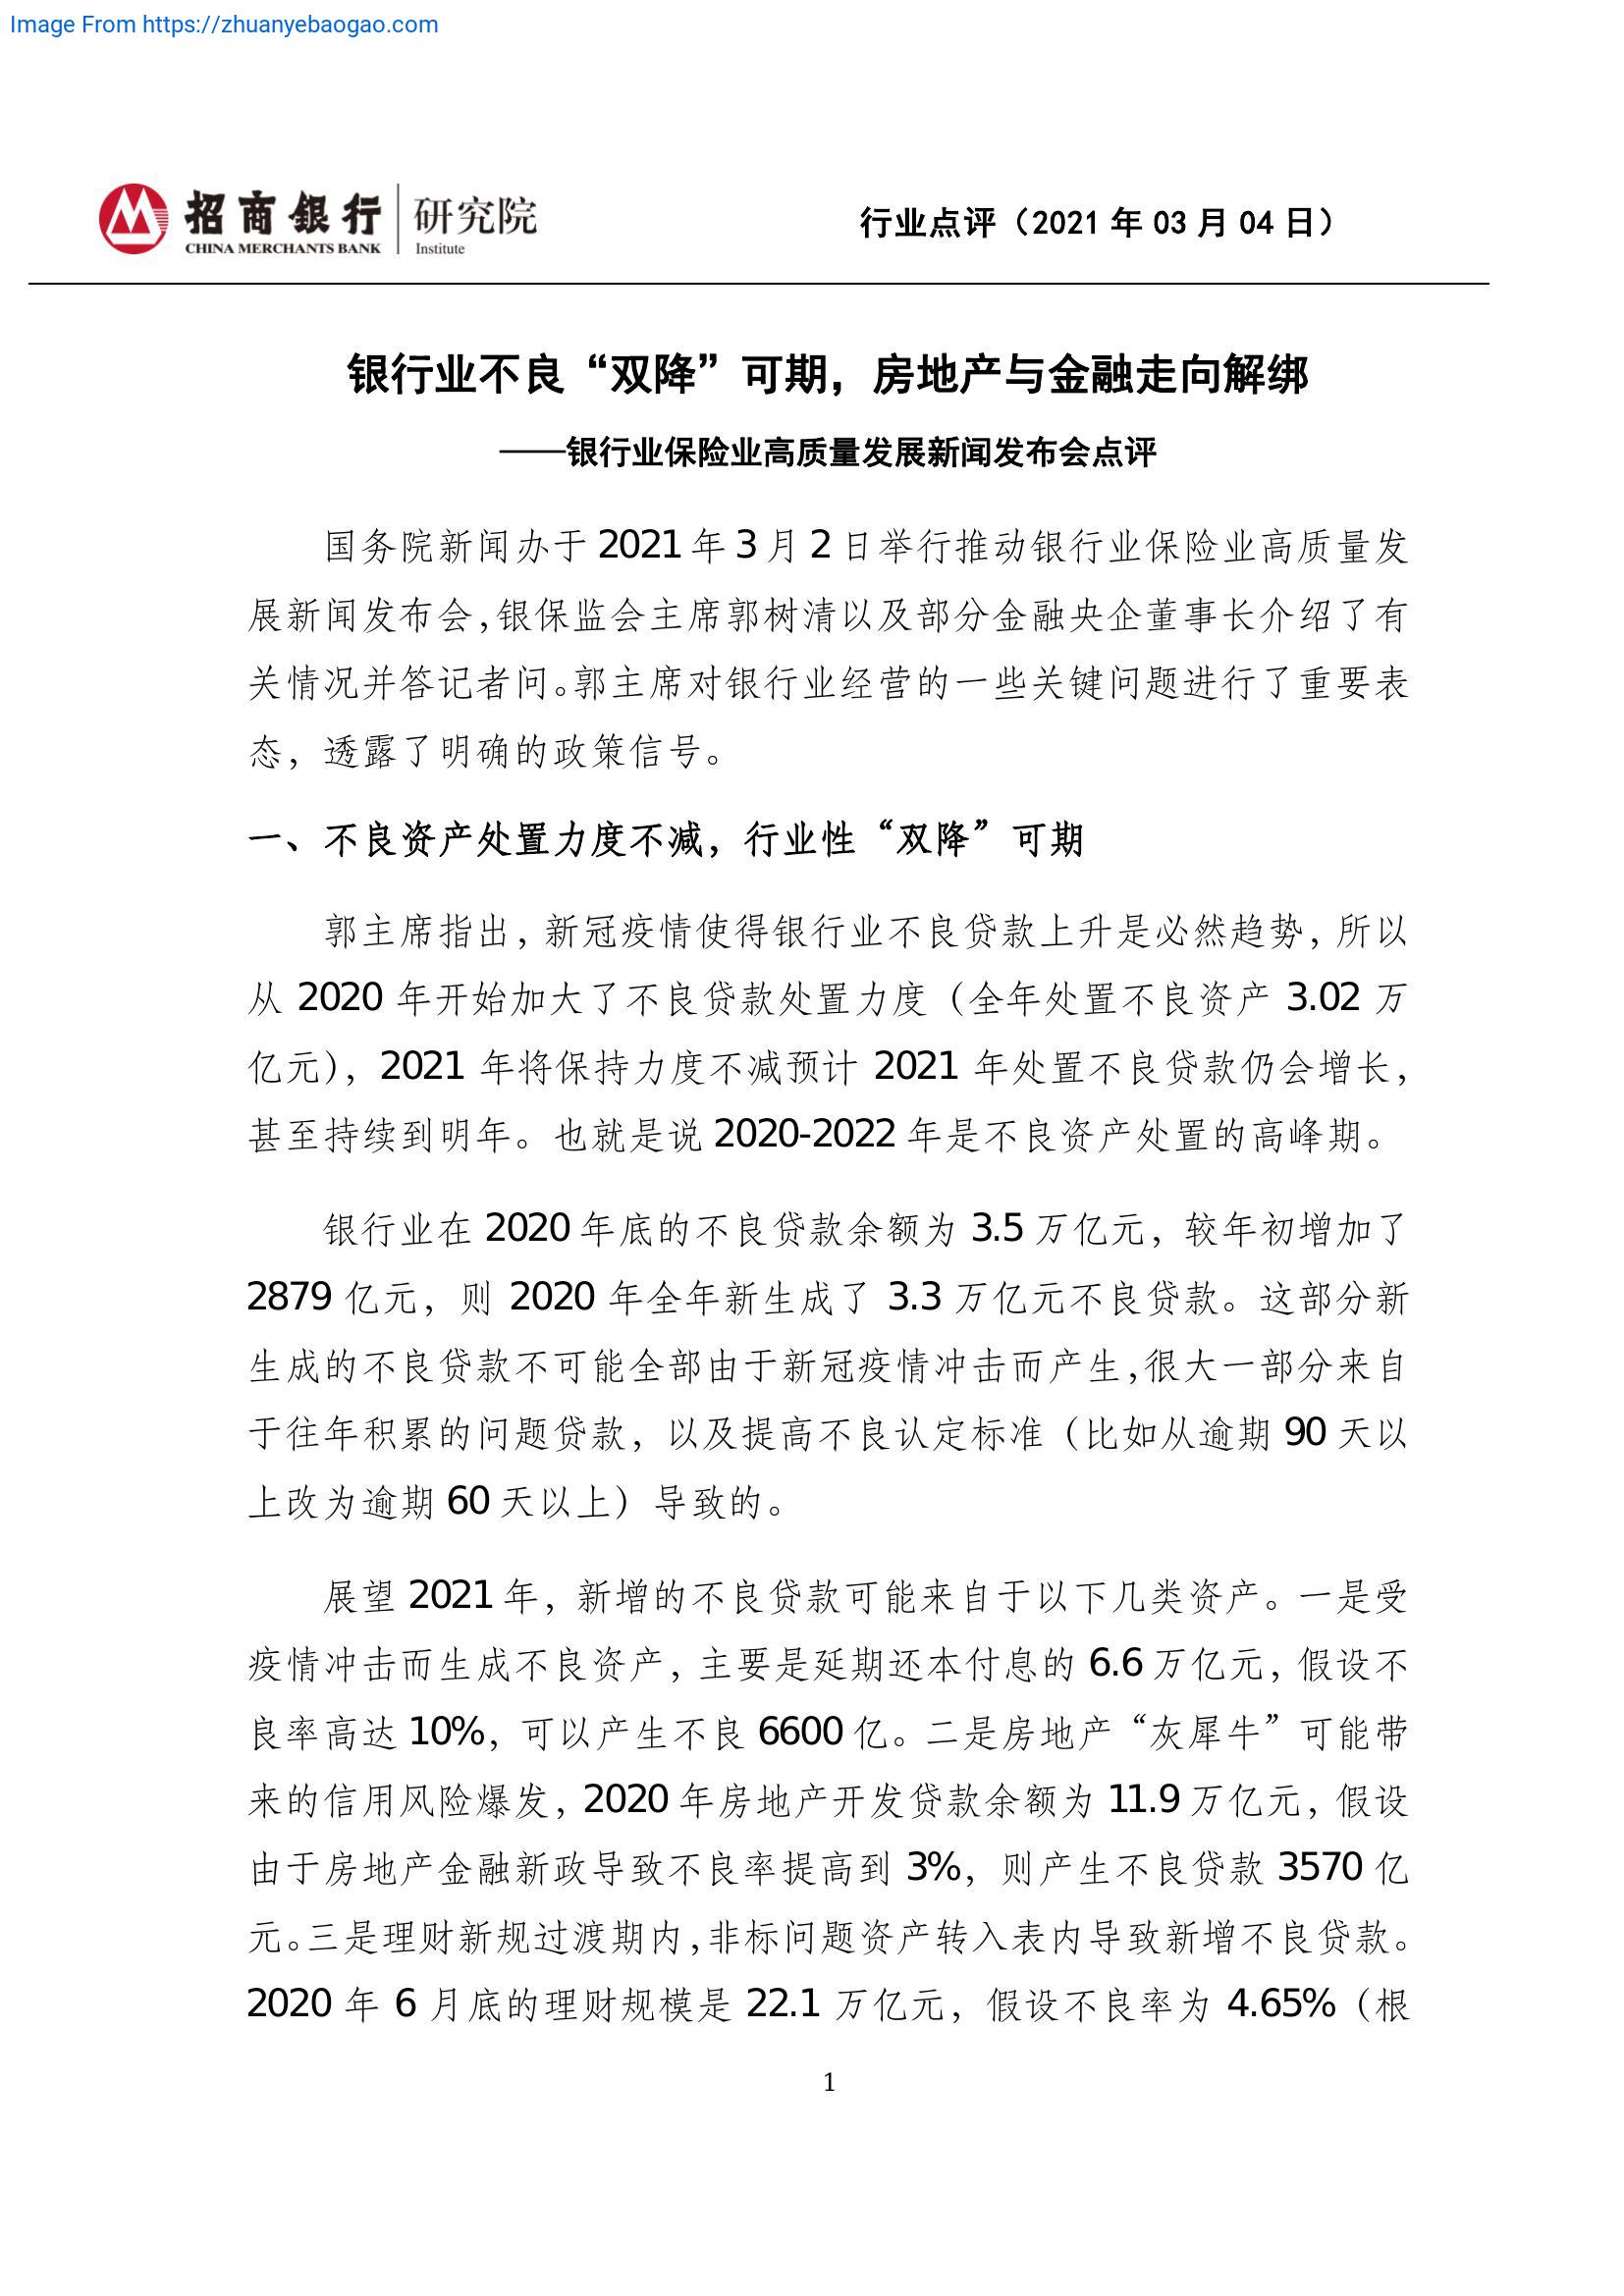 Image From https://zhuanyebaogao.com
招商銀行 研究院
CHINA MERCHANTS BANK Institute
行业点评（2021 年 03 月 04 日）
银行业不良“双降”可期，房地产与金融走向解绑
——银行业保险业高质量发展新闻发布会点评
国务院新闻办于 2021 年 3 月 2 日举行推动银行业保险业高质量发
展新闻发布会，银保监会主席郭树清以及部分金融央企董事长介绍了有
关情况并答记者问。郭主席对银行业经营的一些关键问题进行了重要表
态，透露了明确的政策信号。
一、不良资产处置力度不减，行业性“双降”可期
郭主席指出，新冠疫情使得银行业不良贷款上升是必然趋势，所以
从 2020 年开始加大了不良贷款处置力度（全年处置不良资产 3.02 万
亿元），2021 年将保持力度不减预计 2021 年处置不良贷款仍会增长，
甚至持续到明年。也就是说 2020-2022 年是不良资产处置的高峰期。
银行业在 2020 年底的不良贷款余额为 3.5 万亿元，较年初增加了
2879 亿元，则 2020 年全年新生成了 3.3 万亿元不良贷款。这部分新
生成的不良贷款不可能全部由于新冠疫情冲击而产生，很大一部分来自
于往年积累的问题贷款，以及提高不良认定标准（比如从逾期 90 天以
上改为逾期 60 天以上）导致的。
展望 2021 年，新增的不良贷款可能来自于以下几类资产。一是受
疫情冲击而生成不良资产，主要是延期还本付息的 6.6 万亿元，假设不
良率高达 10%，可以产生不良 6600 亿。二是房地产“灰犀牛”可能带
来的信用风险爆发，2020 年房地产开发贷款余额为 11.9 万亿元，假设
由于房地产金融新政导致不良率提高到 3%，则产生不良贷款 3570 亿
元。三是理财新规过渡期内，非标问题资产转入表内导致新增不良贷款。
2020 年 6 月底的理财规模是 22.1 万亿元，假设不良率为 4.65%（根
1